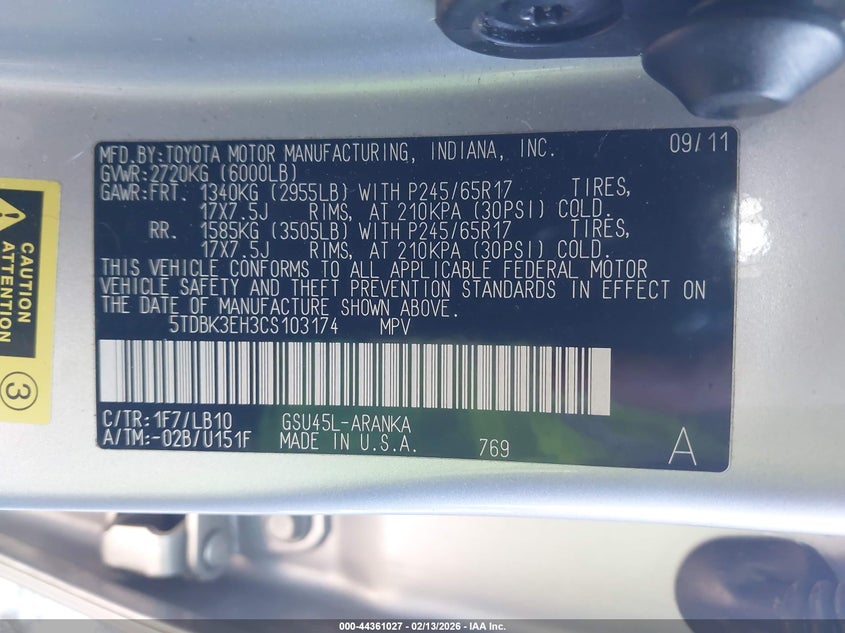 MFD.BY:TOYOTA MOTOR MANUFACTURING, INDIANA, INC. 09/11
GVWR:2720KG (6000LB)
GAWR:FRT. 1340KG (2955LB) WITH P245/65R17 TIRES,
17X7.5J RIMS, AT 210KPA (30PSI) COLD.
RR. 1585KG (3505LB) WITH P245/65R17 TIRES,
17X7.5J RIMS, AT 210KPA (30PSI) COLD.
THIS VEHICLE CONFORMS TO ALL APPLICABLE FEDERAL MOTOR
VEHICLE SAFETY AND THEFT PREVENTION STANDARDS IN EFFECT ON
THE DATE OF MANUFACTURE SHOWN ABOVE.
5TDBK3EH3CS103174 MPV
C/TR:1F7/LB10 GSU45L-ARANKA
A/TM:-02B/U151F MADE IN U.S.A. 769 A
CAUTION
ATTENTION
3
000-44361027 - 02/13/2026 - IAA Inc.